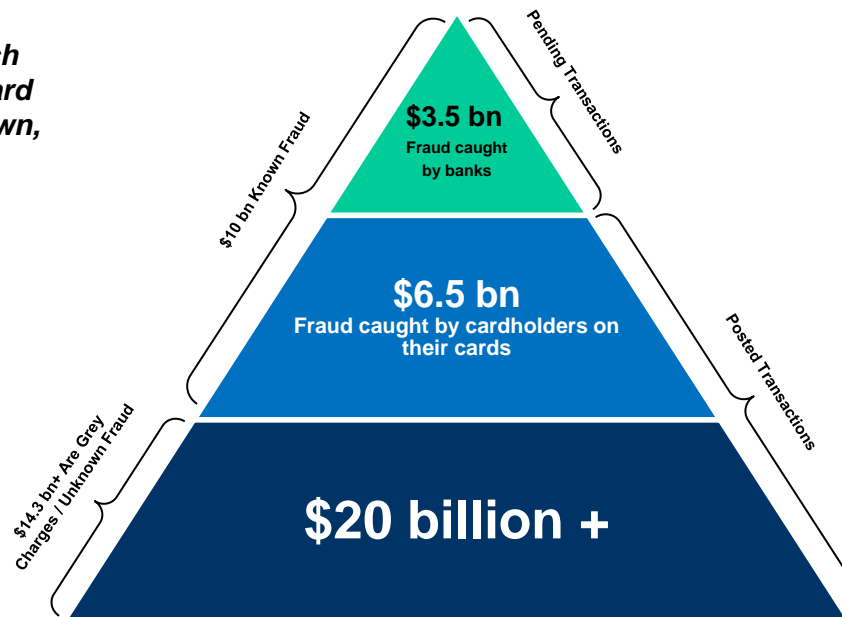 $3.5 bn
Fraud caught
by banks
$6.5 bn
Fraud caught by cardholders on
their cards
$20 billion +
$10 bn Known Fraud
$14.3 bn+ Are Grey
Charges / Unknown Fraud
Pending Transactions
Posted Transactions